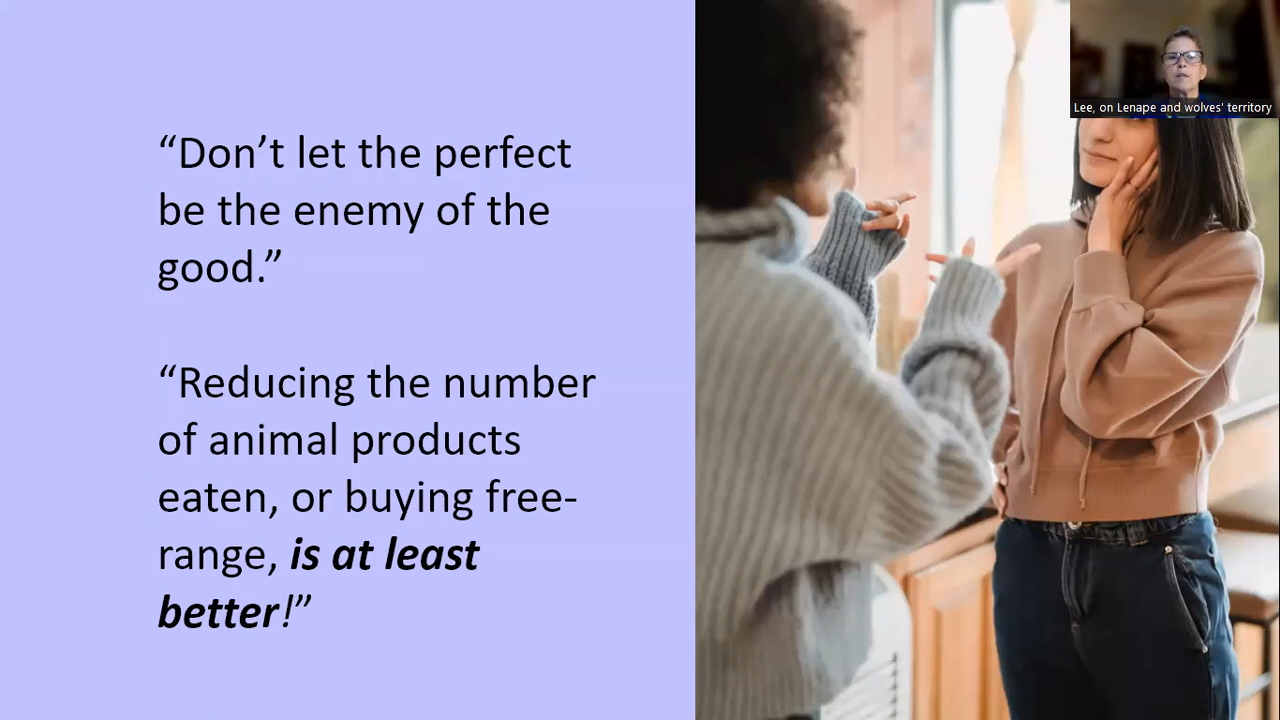 “Don’t let the perfect
be the enemy of the
good.”
“Reducing the number
of animal products
eaten, or buying free-
range, is at least
better!”
Lee, on Lenape and wolves' territory